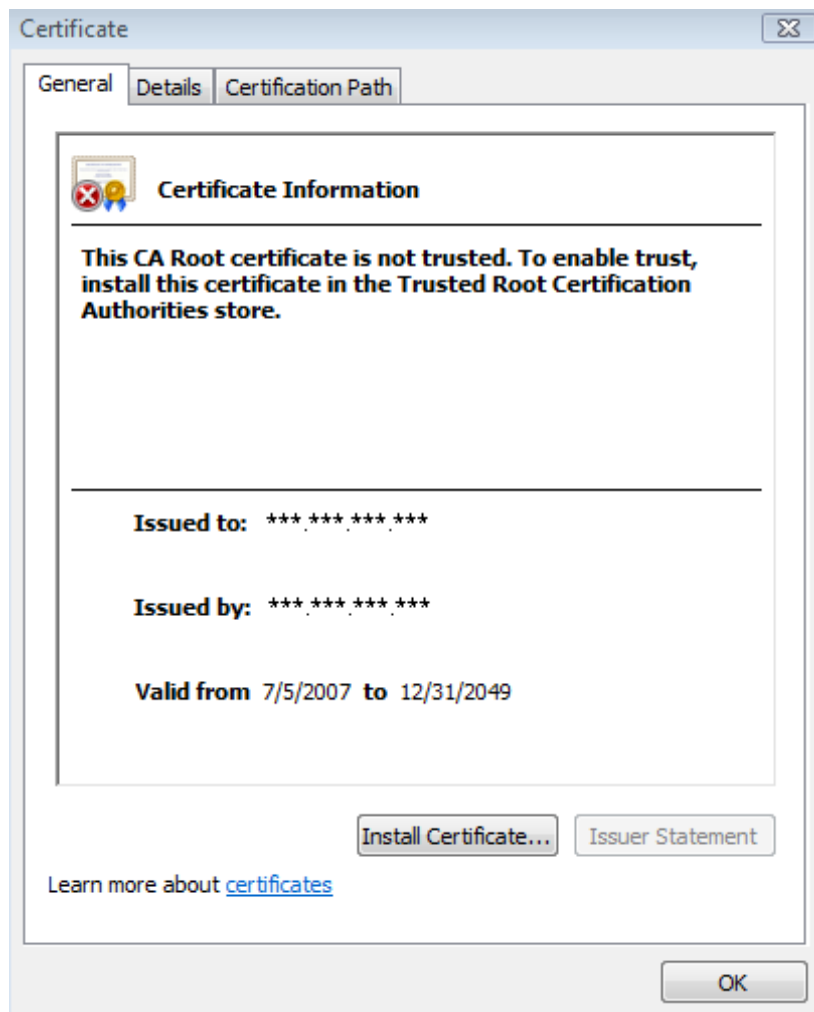 Certificate
General Details Certification Path
Certificate Information
This CA Root certificate is not trusted. To enable trust,
install this certificate in the Trusted Root Certification
Authorities store.
Issued to: ***.***.***.***
Issued by: ***.***.***.***
Valid from 7/5/2007 to 12/31/2049
Install Certificate... Issuer Statement
Learn more about certificates
OK